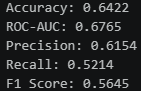 Accuracy: 0.6422
ROC-AUC: 0.6765
Precision: 0.6154
Recall: 0.5214
F1 Score: 0.5645